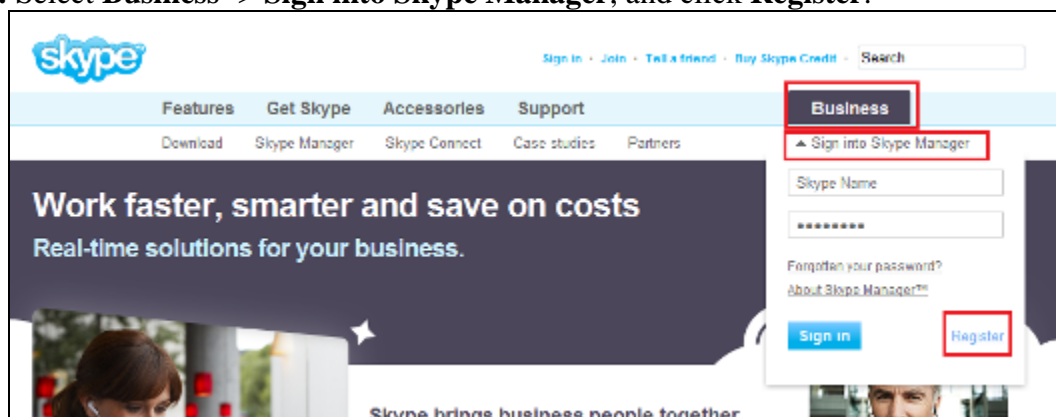 . Select Business -> Sign into Skype Manager, and click Register.
skype
Sign in · Join · Tell a friend · Buy Skype Credit · Search
Features Get Skype Accessories Support Business
Download Skype Manager Skype Connect Case studies Partners
▲ Sign into Skype Manager
Skype Name
Work faster, smarter and save on costs
Real-time solutions for your business.
••••••••
Forgotten your password?
About Skype Manager™
Sign in Register
Skype brings business people together